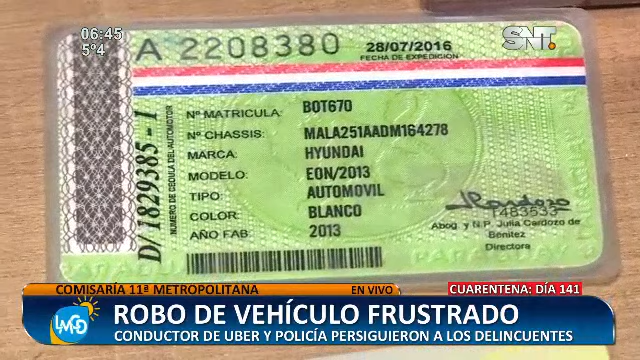 06:45
5°4
SNT.
A 2208380
28/07/2016
FECHA DE EXPEDICION
D/1829385-1
NUMERO DE CEDULA DEL AUTOMOTOR
Nº MATRICULA: BOT670
Nº CHASSIS: MALA251AADM164278
MARCA: HYUNDAI
MODELO: EON/2013
TIPO: AUTOMOVIL
COLOR: BLANCO
AÑO FAB: 2013
1483533
Abog. y N.P. Julia Cardozo de
Benitez
Directora
COMISARÍA 11ª METROPOLITANA
EN VIVO
CUARENTENA: DÍA 141
LMD
ROBO DE VEHÍCULO FRUSTRADO
CONDUCTOR DE UBER Y POLICÍA PERSIGUIERON A LOS DELINCUENTES